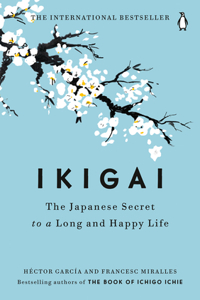 THE INTERNATIONAL BESTSELLER
IKIGAI
The Japanese Secret
to a Long and Happy Life
HÉCTOR GARCÍA AND FRANCESC MIRALLES
Bestselling authors of THE BOOK OF ICHIGO ICHIE